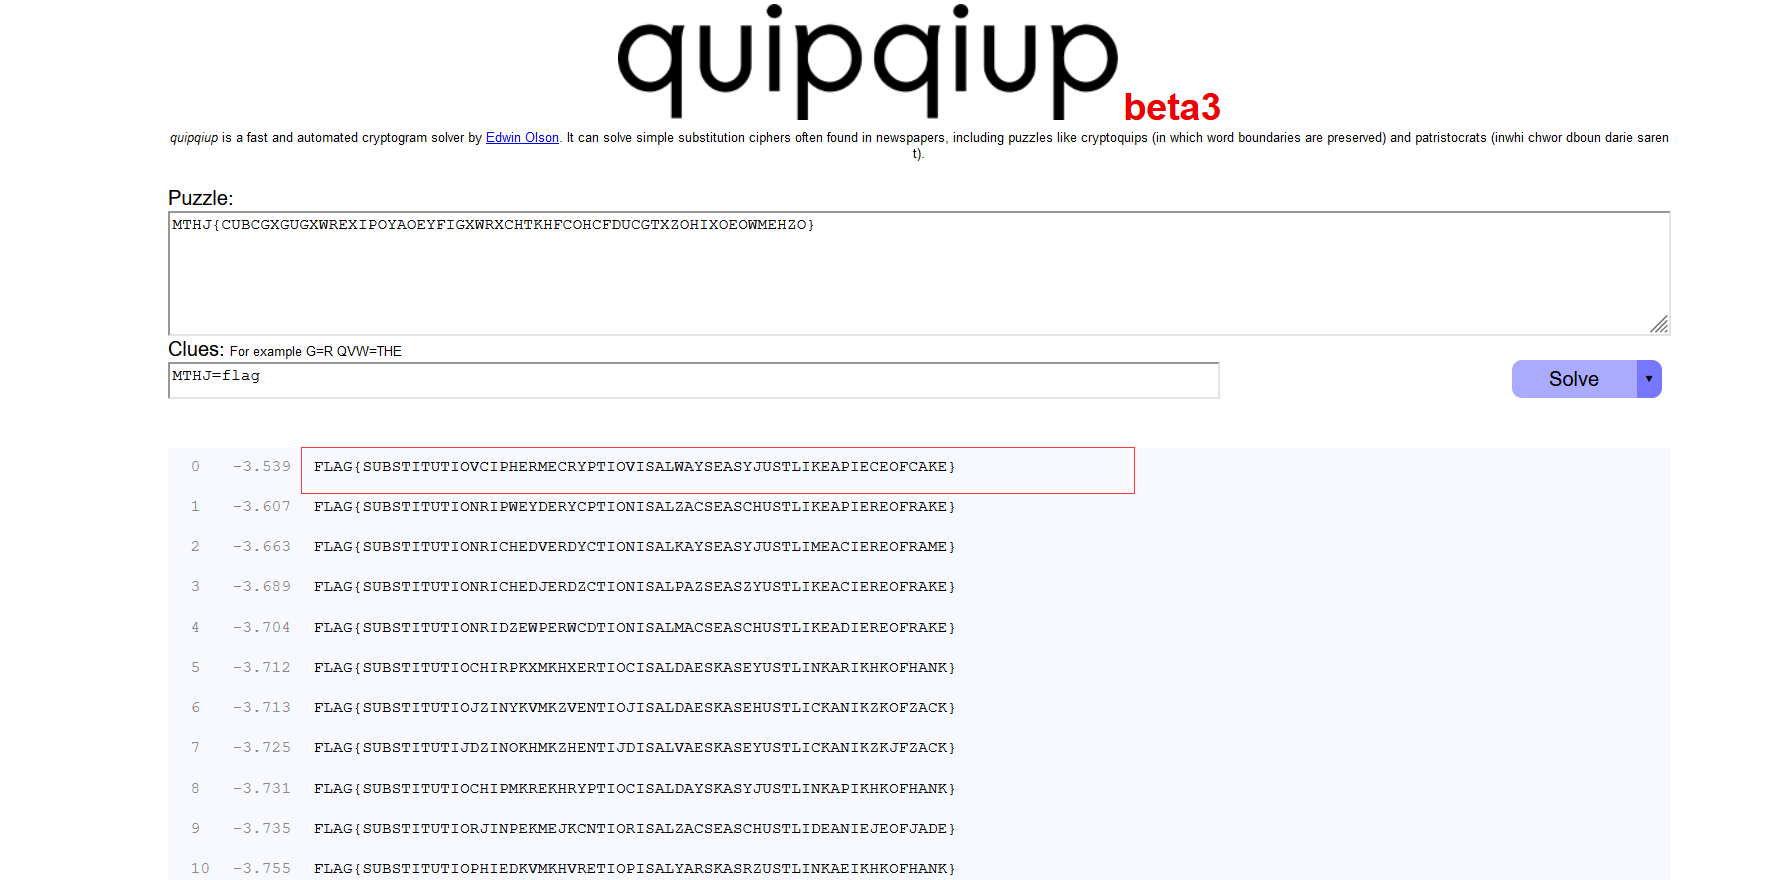 quipqiup beta3
quipqiup is a fast and automated cryptogram solver by Edwin Olson. It can solve simple substitution ciphers often found in newspapers, including puzzles like cryptoquips (in which word boundaries are preserved) and patristocrats (inwhi chwor dboun darie saren
t).
Puzzle:
MTHJ{CUBCGXGUGXWREXIPOYAOEYFIGXWRXCHTKHFCOHCFDUCGTXZOHIXOEOWMEHZO}
Clues: For example G=R QVW=THE
MTHJ=flag
Solve ▼
0 -3.539 FLAG{SUBSTITUTIOVCIPHERMECRYPTIOVISALWAYSEASYJUSTLIKEAPIECEOFCAKE}
1 -3.607 FLAG{SUBSTITUTIONRIPWEYDERYCPTIONISALZACSEASCHUSTLIKEAPIEREOFRAKE}
2 -3.663 FLAG{SUBSTITUTIONRICHEDVERDYCTIONISALKAYSEASYJUSTLIMEACIEREOFRAME}
3 -3.689 FLAG{SUBSTITUTIONRICHEDJERDZCTIONISALPAZSEASZYUSTLIKEACIEREOFRAKE}
4 -3.704 FLAG{SUBSTITUTIONRIDZEWPERWCDTIONISALMACSEASCHUSTLIKEADIEREOFRAKE}
5 -3.712 FLAG{SUBSTITUTIOCHIRPKXMKHXERTIOCISALDAESKASEYUSTLINKARIKHKOFHANK}
6 -3.713 FLAG{SUBSTITUTIOJZINYKVMKZVENTIOJISALDAESKASEHUSTLICKANIKZKOFZACK}
7 -3.725 FLAG{SUBSTITUTIJDZINOKHMKZHENTIJDISALVAESKASEYUSTLICKANIKZKJFZACK}
8 -3.731 FLAG{SUBSTITUTIOCHIPMKREKHRYPTIOCISALDAYSKASYJUSTLINKAPIKHKOFHANK}
9 -3.735 FLAG{SUBSTITUTIORJINPEKMEJKCNTIORISALZACSEASCHUSTLIDEANIEJEOFJADE}
10 -3.755 FLAG{SUBSTITUTIOPHIEDKVMKHVRETIOPISALYARSKASRZUSTLINKAEIKHKOFHANK}